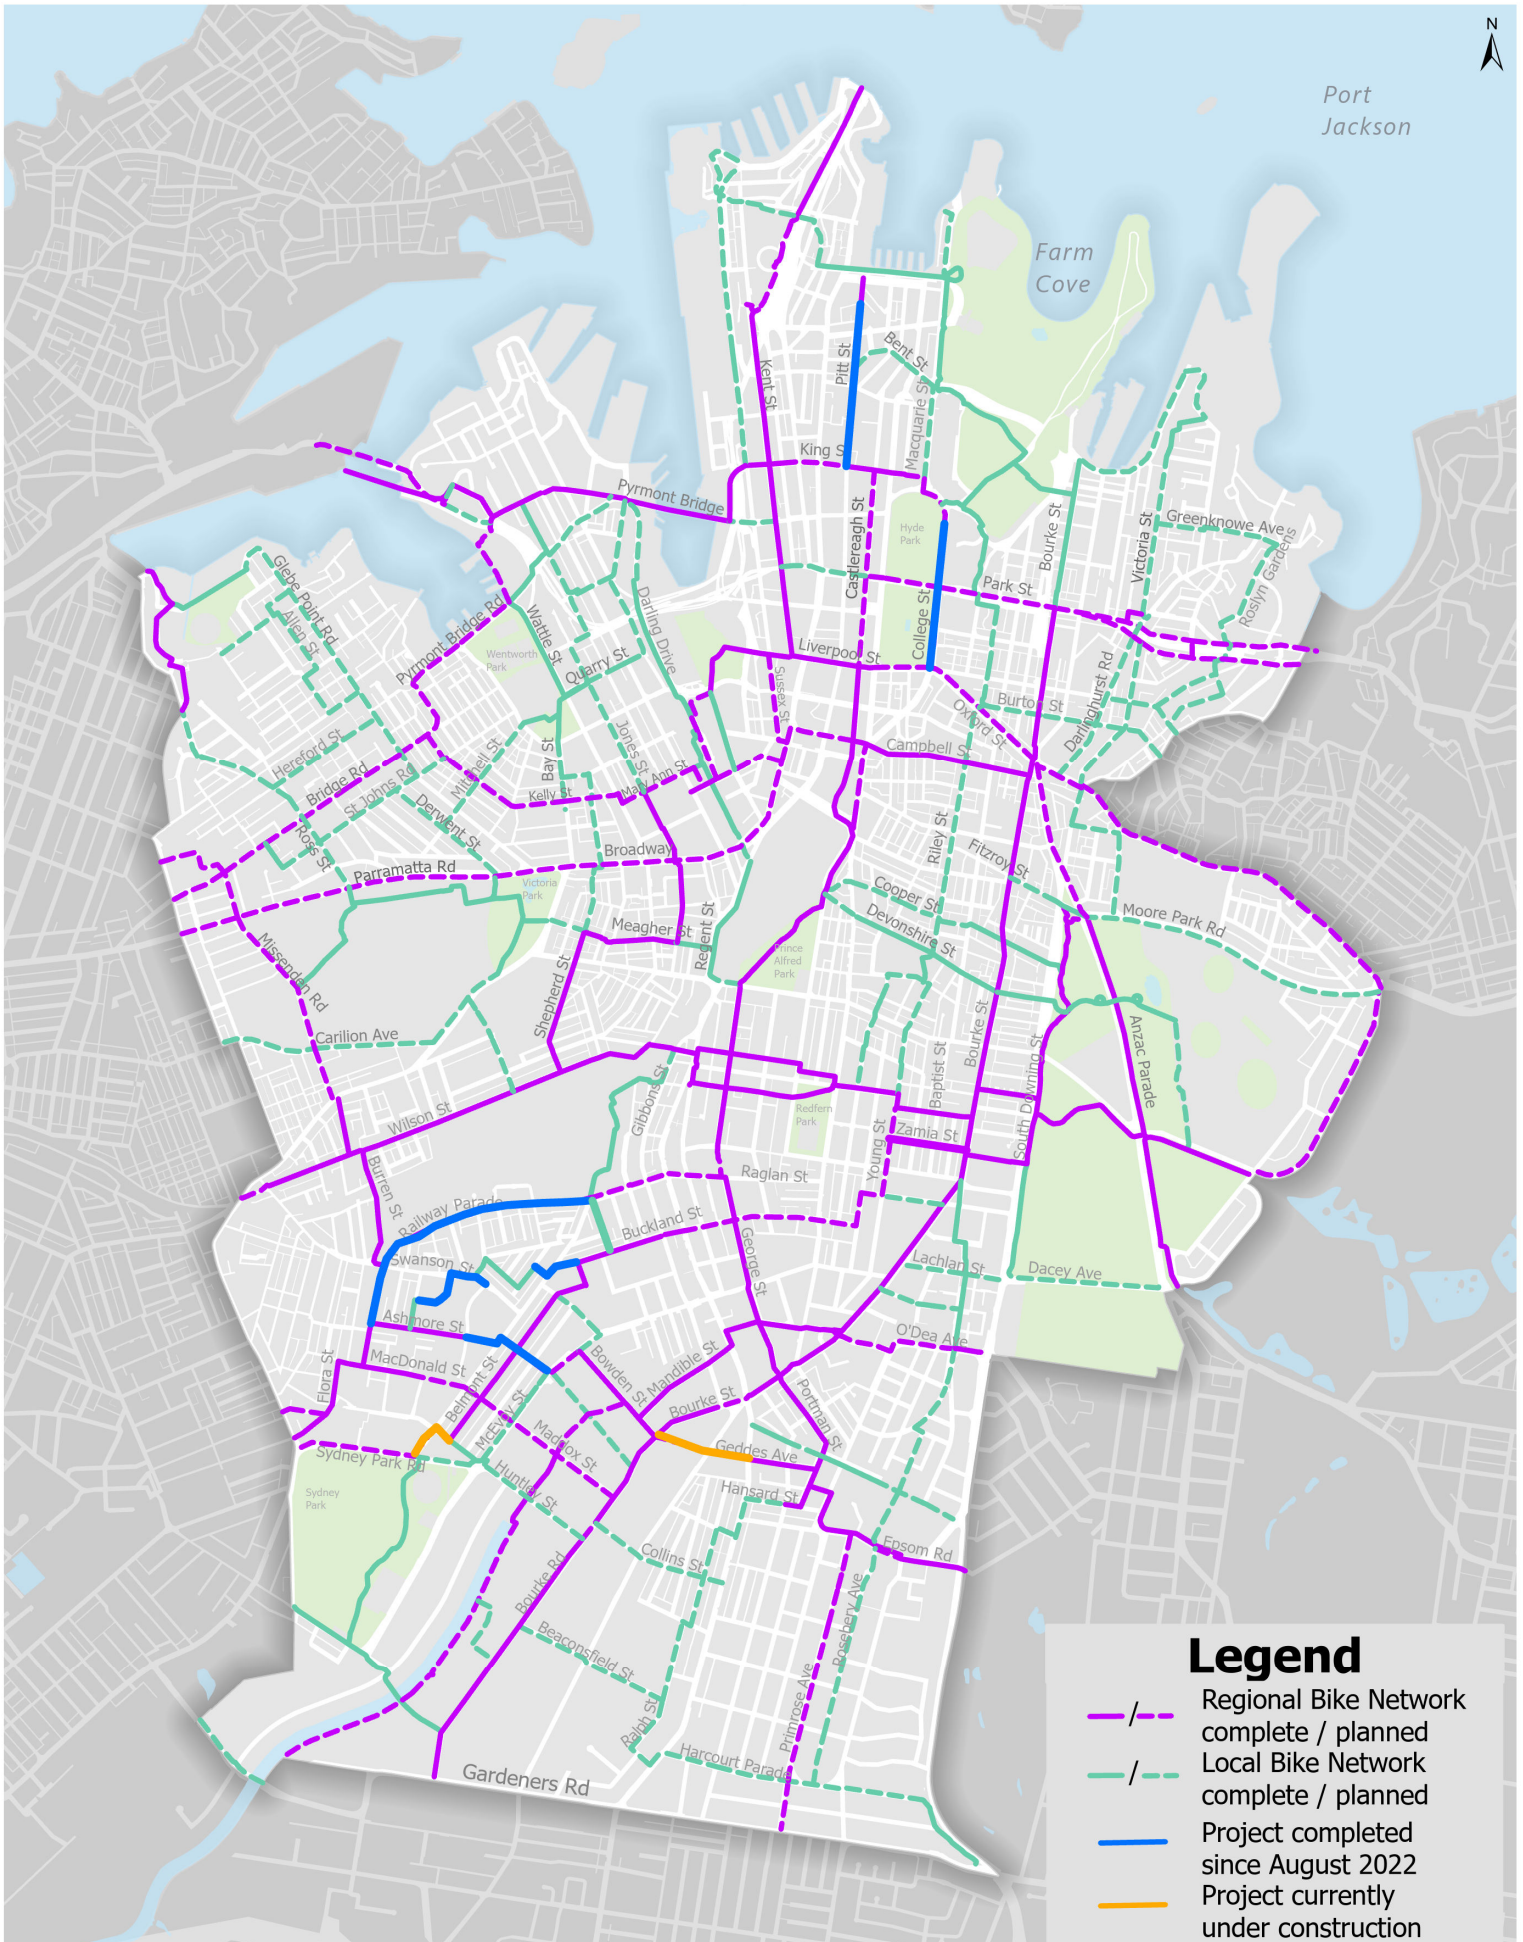 N
Port
Jackson
Farm
Cove
Bent St
Pitt St
Kent St
Macquarie St
King S
Pyrmont Bridge
Hyde
Park
Castlereagh St
Bourke St
Victoria St
Greenknowe Ave
Roslyn Gardens
Glebe Point Rd
Allen St
Park St
Pyrmont Bridge Rd
Wattle St
Darling Drive
College St
Wentworth
Park
Quarry St
Liverpool St
Sussex St
Darlinghurst Rd
Burton St
Oxford St
Hereford St
Bridge Rd
St Johns Rd
Mitchell St
Bay St
Jones St
Mary Ann St
Campbell St
Kelly St
Derwent St
Ross St
Riley St
Fitzroy St
Broadway
Parramatta Rd
Victoria
Park
Cooper St
Devonshire St
Moore Park Rd
Meagher St
Regent St
Prince
Alfred
Park
Missenden Rd
Shepherd St
Carilion Ave
Bourke St
Anzac Parade
South Dowling St
Baptist St
Gibbons St
Wilson St
Redfern
Park
Zamia St
Young St
Burren St
Raglan St
Railway Parade
Buckland St
Swanson St
George St
Lachlan St
Dacey Ave
Ashmore St
O'Dea Ave
MacDonald St
Flora St
Belmont St
Bowden St
Mandible St
Bourke St
Portman St
McEvoy St
Maddox St
Geddes Ave
Sydney Park Rd
Huntley St
Hansard St
Sydney
Park
Epsom Rd
Collins St
Bourke Rd
Rosebery Ave
Beaconsfield St
Primrose Ave
Ralph St
Harcourt Parade
Gardeners Rd
Legend
/ Regional Bike Network
complete / planned
/ Local Bike Network
complete / planned
Project completed
since August 2022
Project currently
under construction